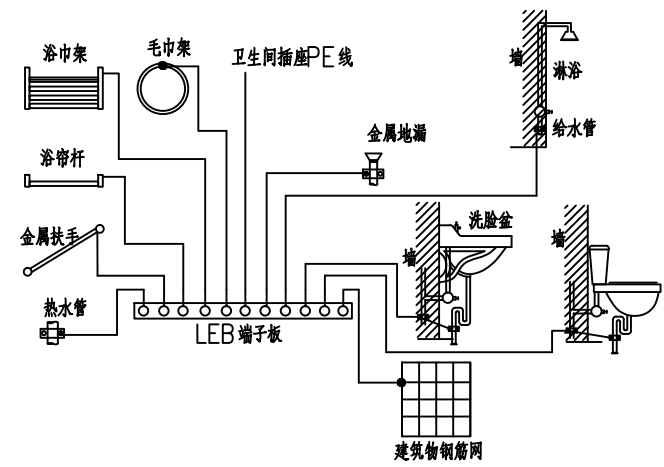 浴巾架
毛巾架
卫生间插座PE线
墙
淋浴
给水管
金属地漏
浴帘杆
金属扶手
热水管
LEB端子板
墙
洗脸盆
墙
建筑物钢筋网